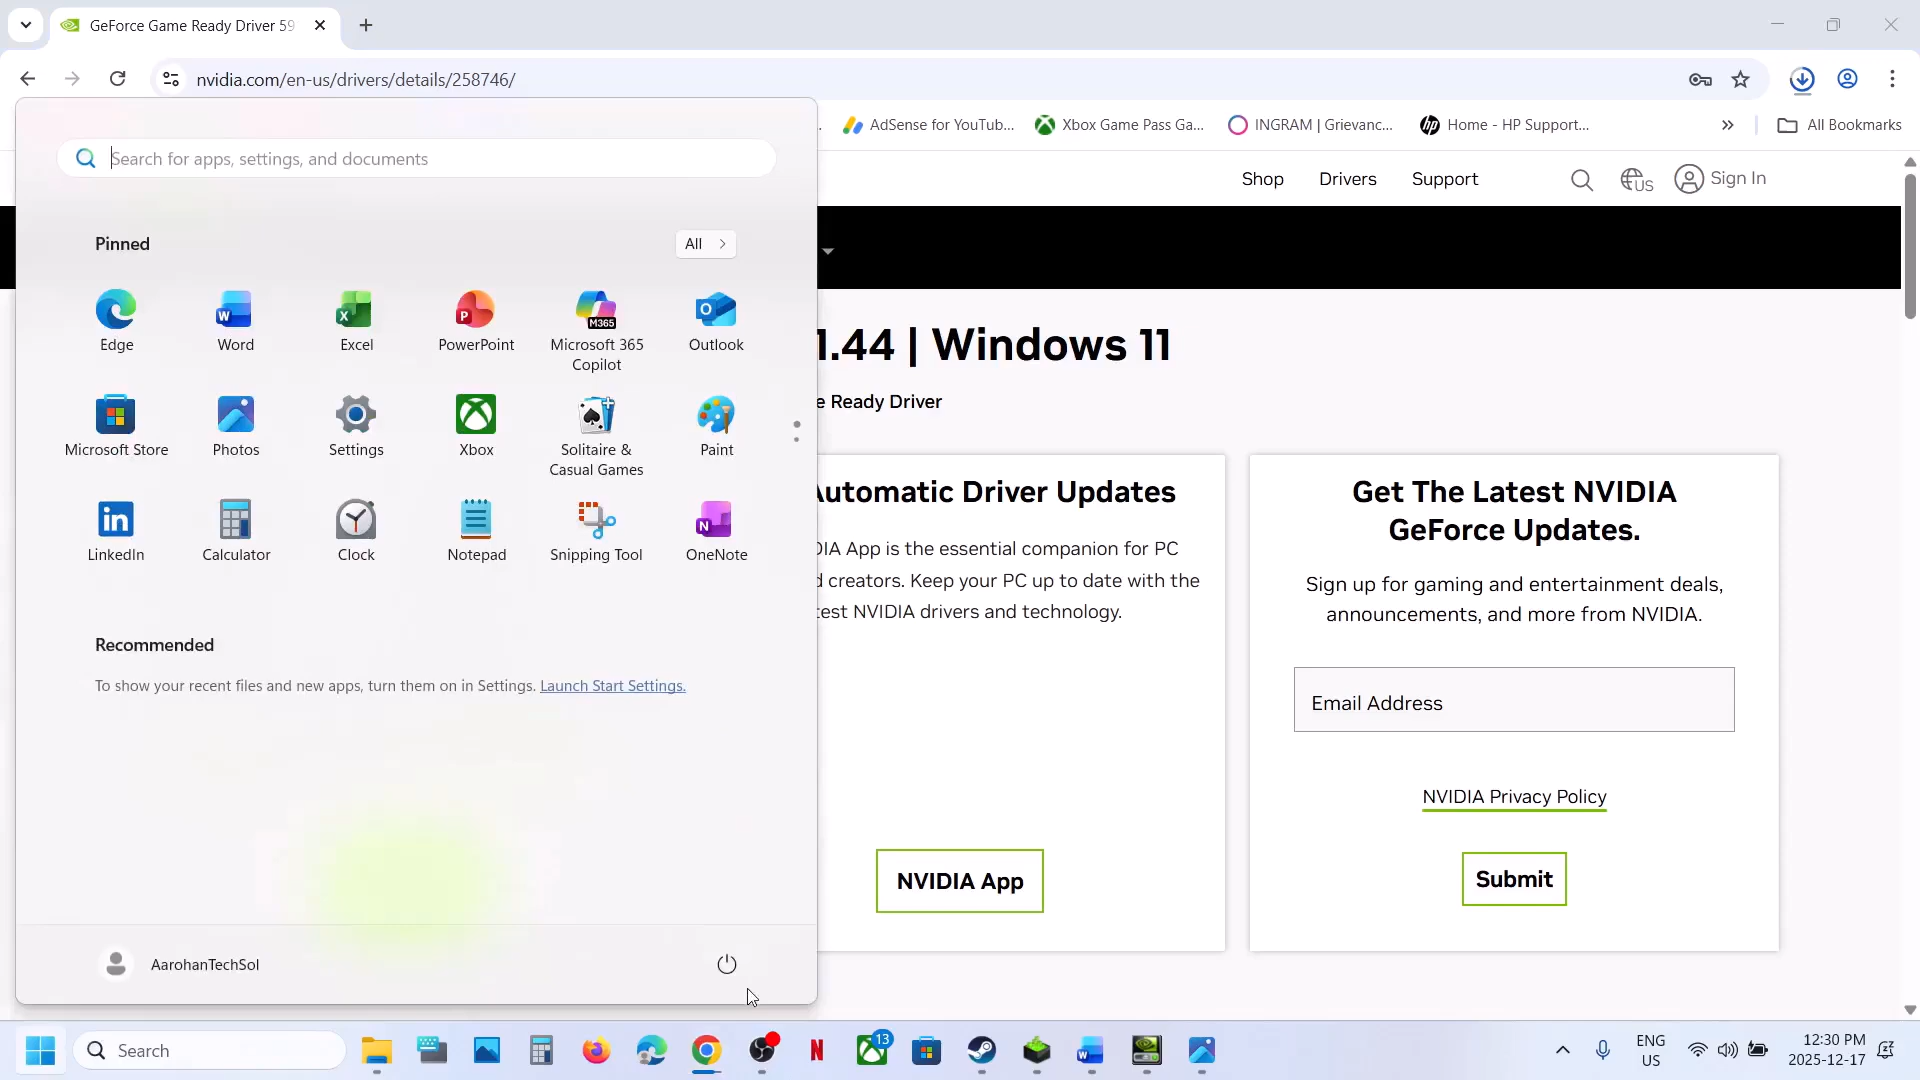 GeForce Game Ready Driver 59
nvidia.com/en-us/drivers/details/258746/
AdSense for YouTub...
Xbox Game Pass Ga...
INGRAM | Grievanc...
Home - HP Support...
All Bookmarks
Search for apps, settings, and documents
Shop
Drivers
Support
US
Sign In
Pinned
All
1.44 | Windows 11
e Ready Driver
Edge
Word
Excel
PowerPoint
M365
Microsoft 365
Copilot
Outlook
Microsoft Store
Photos
Settings
Xbox
Solitaire &
Casual Games
Paint
LinkedIn
Calculator
Clock
Notepad
Snipping Tool
OneNote
Automatic Driver Updates
DIA App is the essential companion for PC
d creators. Keep your PC up to date with the
test NVIDIA drivers and technology.
NVIDIA App
Get The Latest NVIDIA
GeForce Updates.
Sign up for gaming and entertainment deals,
announcements, and more from NVIDIA.
Email Address
NVIDIA Privacy Policy
Submit
Recommended
To show your recent files and new apps, turn them on in Settings. Launch Start Settings.
AarohanTechSol
Search
13
ENG
US
12:30 PM
2025-12-17